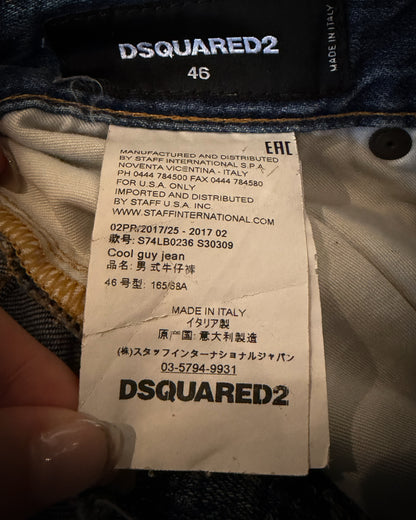 DSQUARED2
46
MADE IN ITALY
EAC
MANUFACTURED AND DISTRIBUTED
BY STAFF INTERNATIONAL S.P.A.
NOVENTA VICENTINA - ITALY
PH 0444 784500 FAX 0444 784580
FOR U.S.A. ONLY
IMPORTED AND DISTRIBUTED
BY STAFF U.S.A. INC.
WWW.STAFFINTERNATIONAL.COM
02PR/2017/25 - 2017 02
款号: S74LB0236 S30309
Cool guy jean
品名: 男式牛仔裤
46 号型: 165/68A
MADE IN ITALY
イタリア製
原产国: 意大利製造
(株)スタッフインターナショナルジャパン
03-5794-9931
DSQUARED2